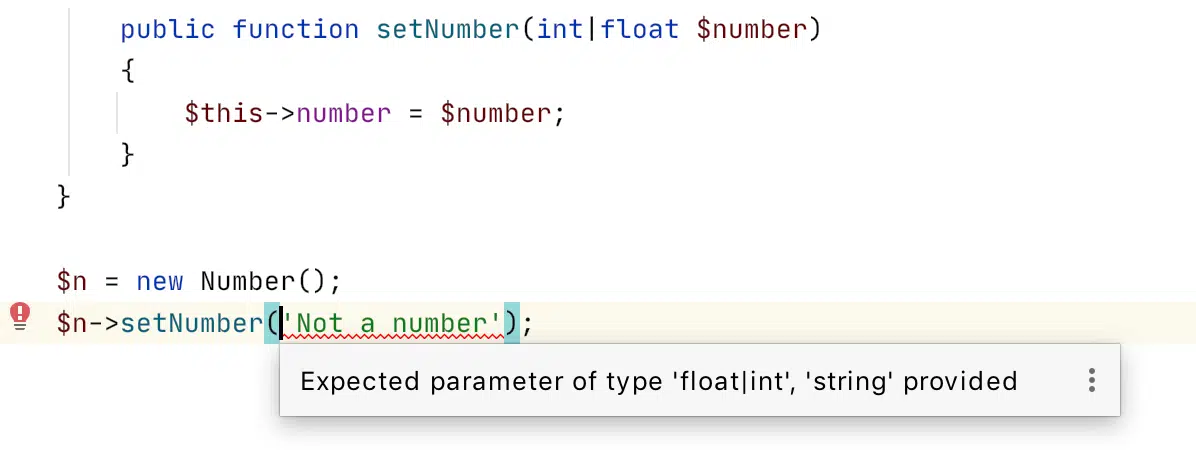 public function setNumber(int|float $number)
{
$this->number = $number;
}
}
$n = new Number();
$n->setNumber('Not a number');
Expected parameter of type 'float|int', 'string' provided